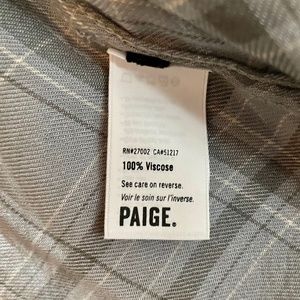 RN#27002 CA#51217
100% Viscose
See care on reverse.
Voir le soin sur l'inverse.
PAIGE®